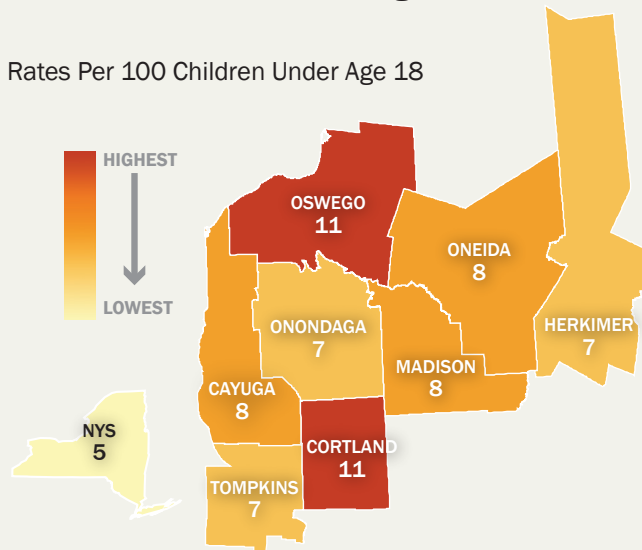 Rates Per 100 Children Under Age 18
HIGHEST
LOWEST
OSWEGO
11
ONEIDA
8
ONONDAGA
7
HERKIMER
7
MADISON
8
CAYUGA
8
NYS
5
CORTLAND
11
TOMPKINS
7